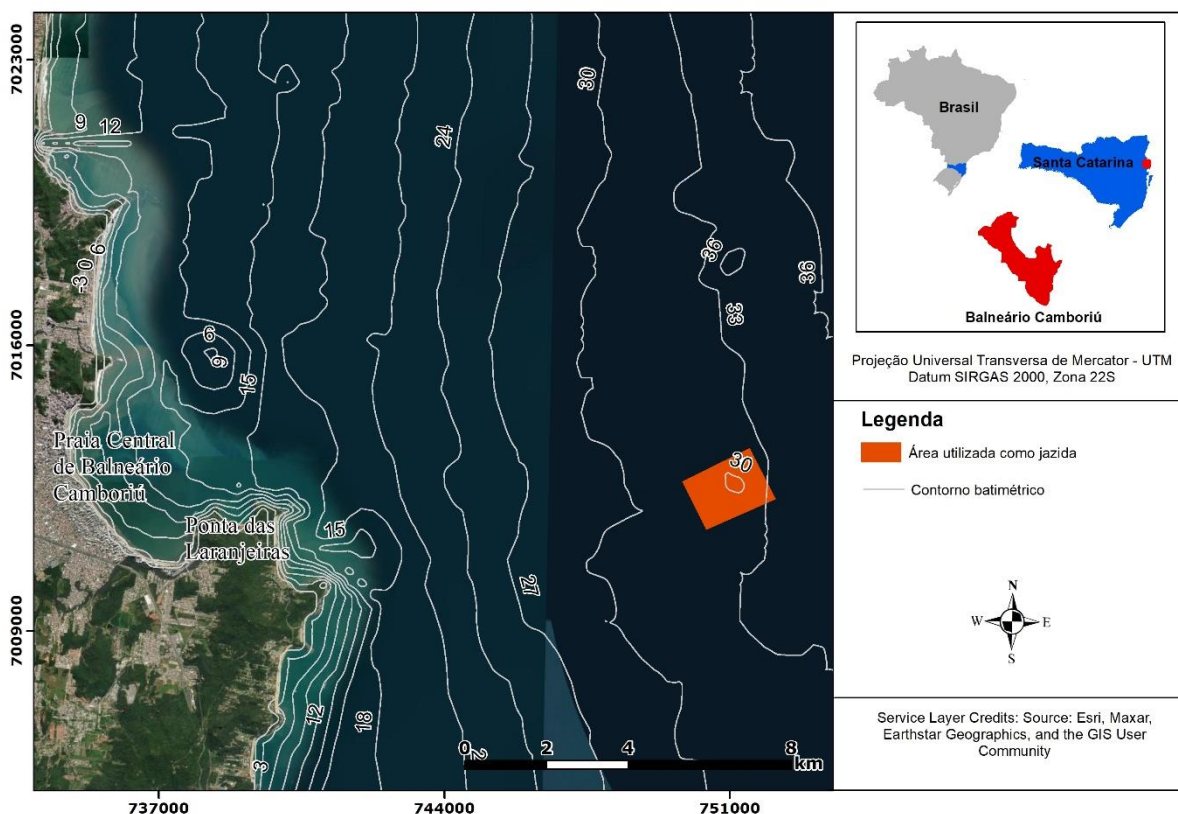 7023000
7016000
7009000
737000
744000
751000
9
12
6
0
-3
6
9
15
24
30
36
36
33
30
27
15
12
18
3
2
Praia Central
de Balneário
Camboriú
Ponta das
Laranjeiras
0 2 4 8
km
Brasil
Santa Catarina
Balneário Camboriú
Projeção Universal Transversa de Mercator - UTM
Datum SIRGAS 2000, Zona 22S
Legenda
Área utilizada como jazida
Contorno batimétrico
N
W E
S
Service Layer Credits: Source: Esri, Maxar,
Earthstar Geographics, and the GIS User
Community